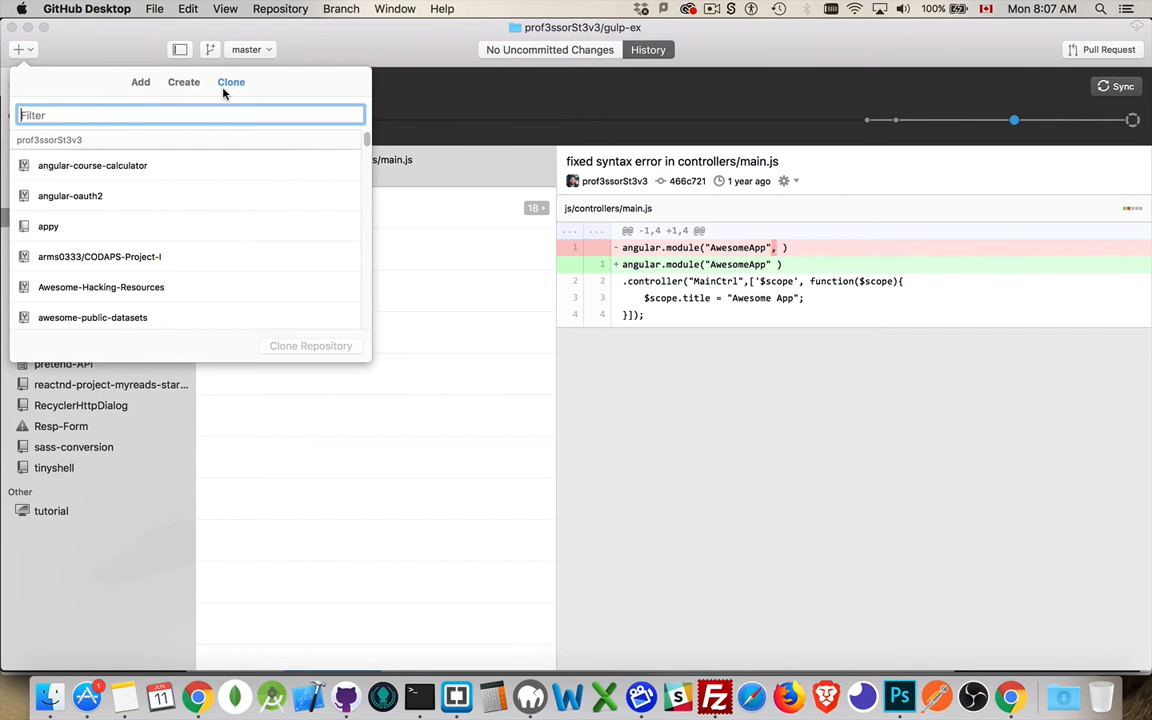 GitHub Desktop File Edit View Repository Branch Window Help 100% Mon 8:07 AM
prof3ssorSt3v3/gulp-ex
master No Uncommitted Changes History Pull Request
Add Create Clone
Sync
Filter
prof3ssorSt3v3
angular-course-calculator
angular-oauth2
appy
arms0333/CODAPS-Project-I
Awesome-Hacking-Resources
awesome-public-datasets
Clone Repository
pretend-API
reactnd-project-myreads-star...
RecyclerHttpDialog
Resp-Form
sass-conversion
tinyshell
Other
tutorial
s/main.js
18
fixed syntax error in controllers/main.js
prof3ssorSt3v3 466c721 1 year ago
js/controllers/main.js
... ... @@ -1,4 +1,4 @@
1 - angular.module("AwesomeApp", )
1 + angular.module("AwesomeApp" )
2 2 .controller("MainCtrl",['$scope', function($scope){
3 3 $scope.title = "Awesome App";
4 4 }]);
JUN
11
1